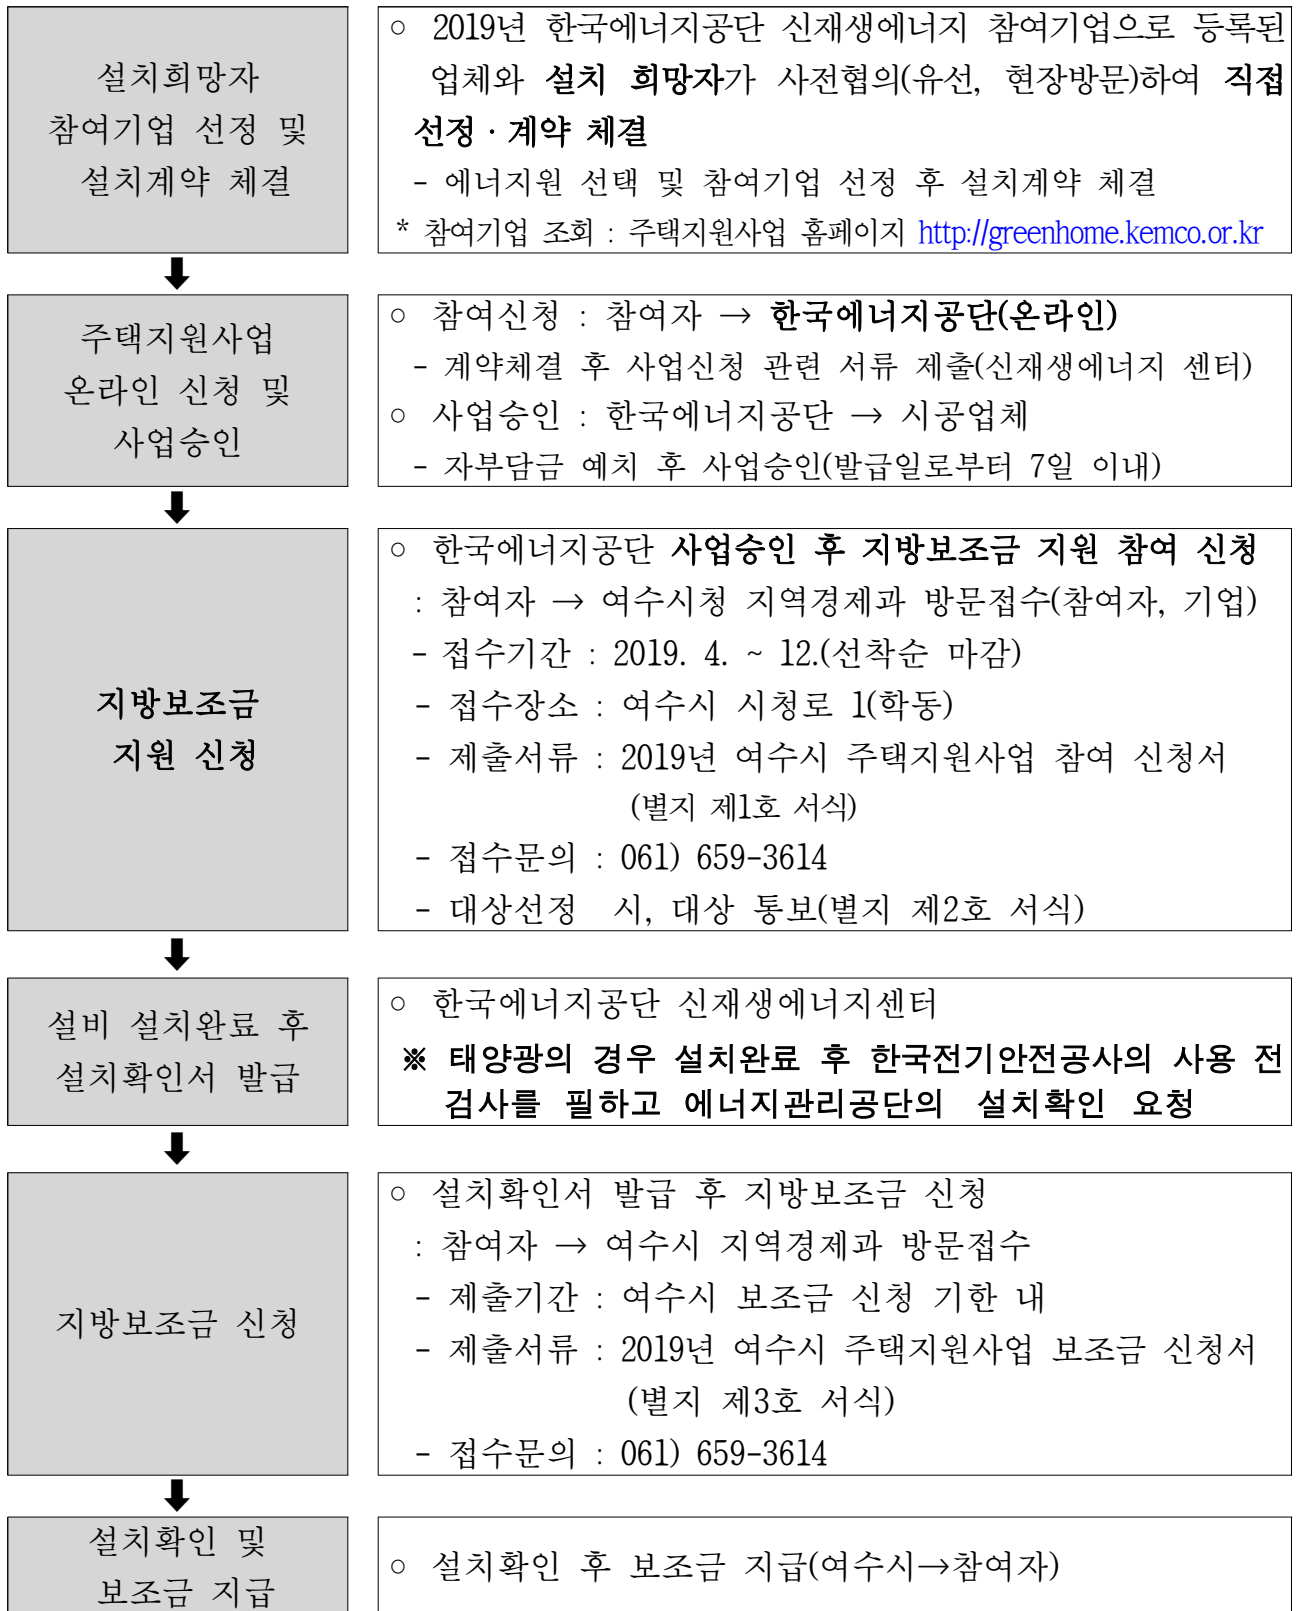 설치희망자
참여기업 선정 및
설치계약 체결
○ 2019년 한국에너지공단 신재생에너지 참여기업으로 등록된
업체와 설치 희망자가 사전협의(유선, 현장방문)하여 직접
선정·계약 체결
- 에너지원 선택 및 참여기업 선정 후 설치계약 체결
* 참여기업 조회 : 주택지원사업 홈페이지 http://greenhome.kemco.or.kr
주택지원사업
온라인 신청 및
사업승인
○ 참여신청 : 참여자 → 한국에너지공단(온라인)
- 계약체결 후 사업신청 관련 서류 제출(신재생에너지 센터)
○ 사업승인 : 한국에너지공단 → 시공업체
- 자부담금 예치 후 사업승인(발급일로부터 7일 이내)
지방보조금
지원 신청
○ 한국에너지공단 사업승인 후 지방보조금 지원 참여 신청
: 참여자 → 여수시청 지역경제과 방문접수(참여자, 기업)
- 접수기간 : 2019. 4. ~ 12.(선착순 마감)
- 접수장소 : 여수시 시청로 1(학동)
- 제출서류 : 2019년 여수시 주택지원사업 참여 신청서
(별지 제1호 서식)
- 접수문의 : 061) 659-3614
- 대상선정 시, 대상 통보(별지 제2호 서식)
설비 설치완료 후
설치확인서 발급
○ 한국에너지공단 신재생에너지센터
※ 태양광의 경우 설치완료 후 한국전기안전공사의 사용 전
검사를 필하고 에너지관리공단의 설치확인 요청
지방보조금 신청
○ 설치확인서 발급 후 지방보조금 신청
: 참여자 → 여수시 지역경제과 방문접수
- 제출기간 : 여수시 보조금 신청 기한 내
- 제출서류 : 2019년 여수시 주택지원사업 보조금 신청서
(별지 제3호 서식)
- 접수문의 : 061) 659-3614
설치확인 및
보조금 지급
○ 설치확인 후 보조금 지급(여수시→참여자)